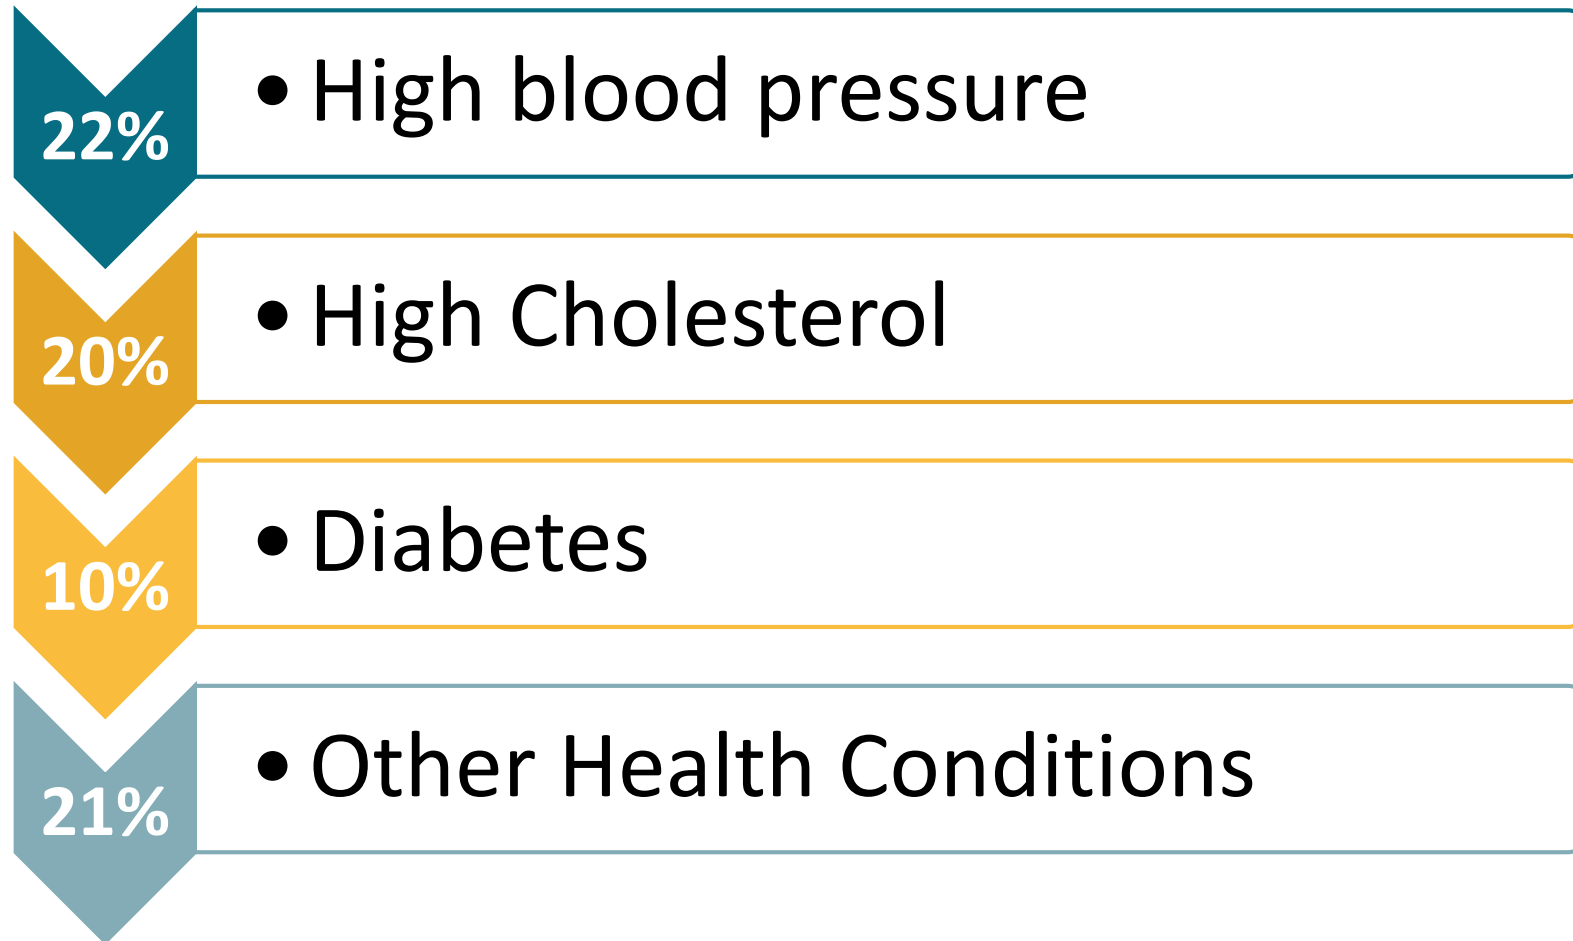 22%
• High blood pressure
20%
• High Cholesterol
10%
• Diabetes
21%
• Other Health Conditions